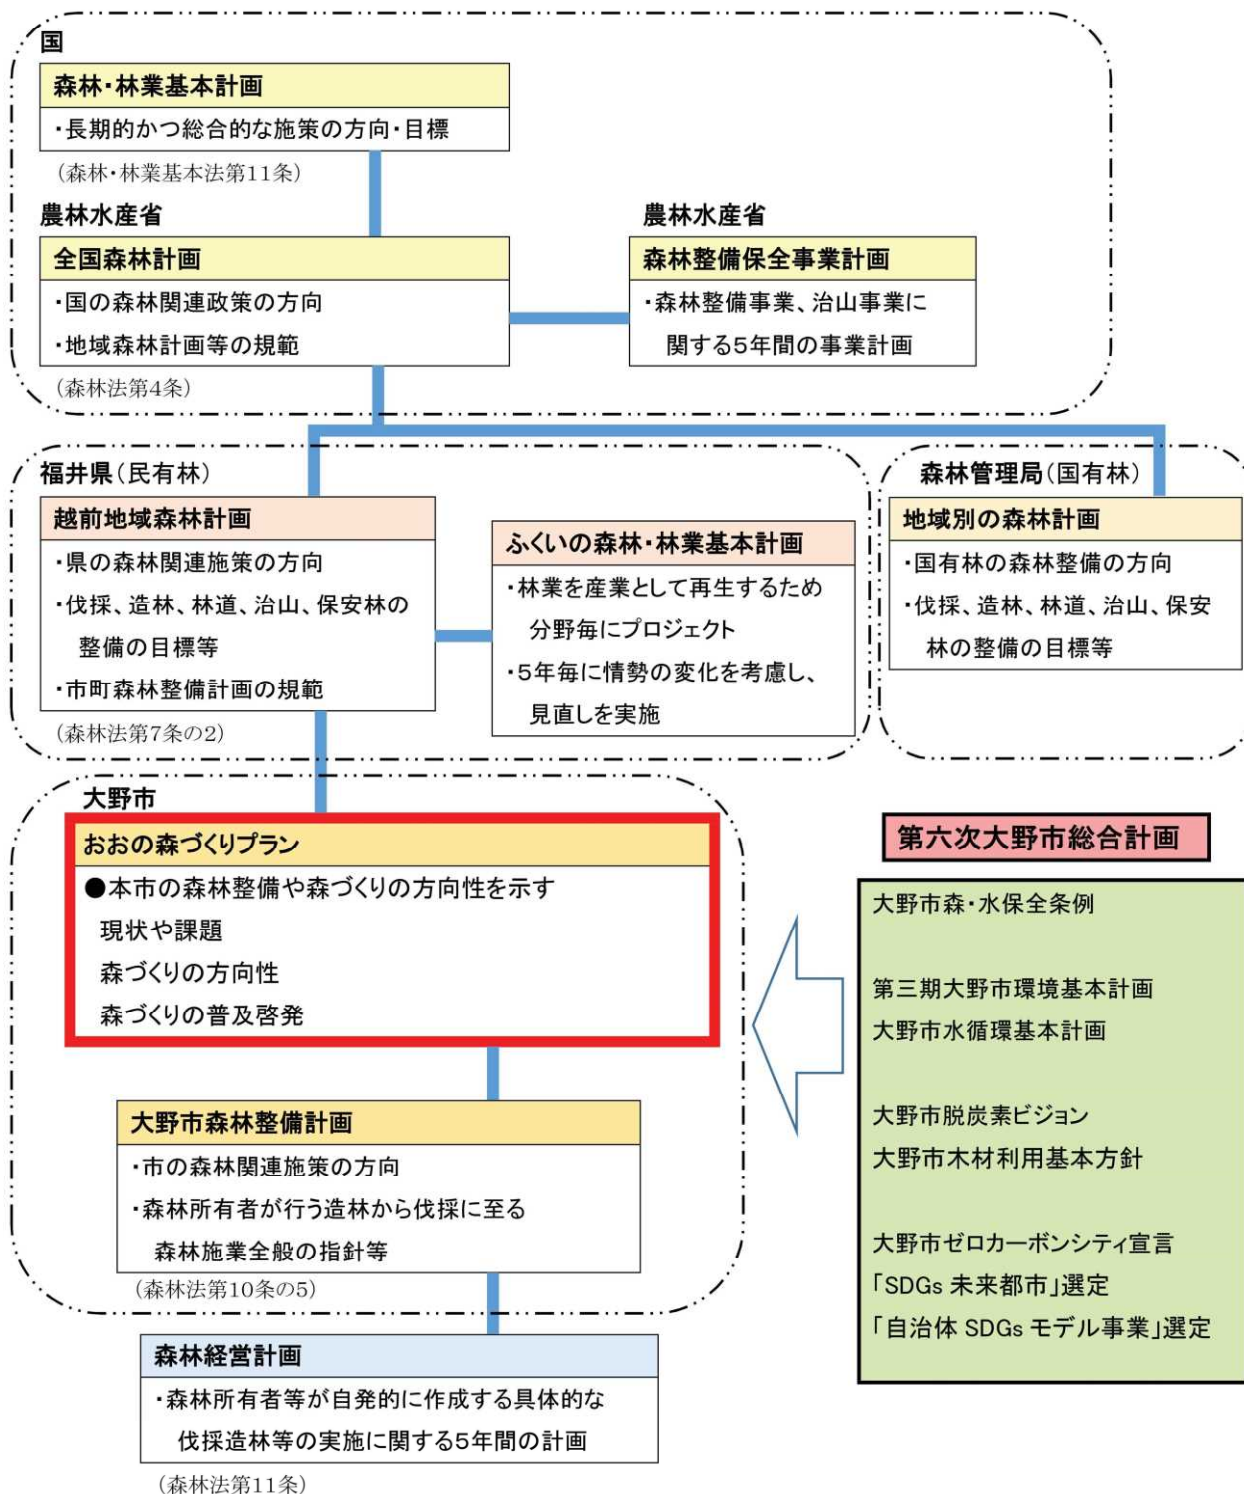 国
森林・林業基本計画
・長期的かつ総合的な施策の方向・目標
（森林・林業基本法第11条）
農林水産省
全国森林計画
・国の森林関連政策の方向
・地域森林計画等の規範
（森林法第4条）
農林水産省
森林整備保全事業計画
・森林整備事業、治山事業に
関する5年間の事業計画
福井県（民有林）
越前地域森林計画
・県の森林関連施策の方向
・伐採、造林、林道、治山、保安林の
整備の目標等
・市町森林整備計画の規範
（森林法第7条の2）
ふくいの森林・林業基本計画
・林業を産業として再生するため
分野毎にプロジェクト
・5年毎に情勢の変化を考慮し、
見直しを実施
森林管理局（国有林）
地域別の森林計画
・国有林の森林整備の方向
・伐採、造林、林道、治山、保安
林の整備の目標等
大野市
おおの森づくりプラン
●本市の森林整備や森づくりの方向性を示す
現状や課題
森づくりの方向性
森づくりの普及啓発
大野市森林整備計画
・市の森林関連施策の方向
・森林所有者が行う造林から伐採に至る
森林施業全般の指針等
（森林法第10条の5）
森林経営計画
・森林所有者等が自発的に作成する具体的な
伐採造林等の実施に関する5年間の計画
（森林法第11条）
第六次大野市総合計画
大野市森・水保全条例
第三期大野市環境基本計画
大野市水循環基本計画
大野市脱炭素ビジョン
大野市木材利用基本方針
大野市ゼロカーボンシティ宣言
「SDGs 未来都市」選定
「自治体 SDGs モデル事業」選定